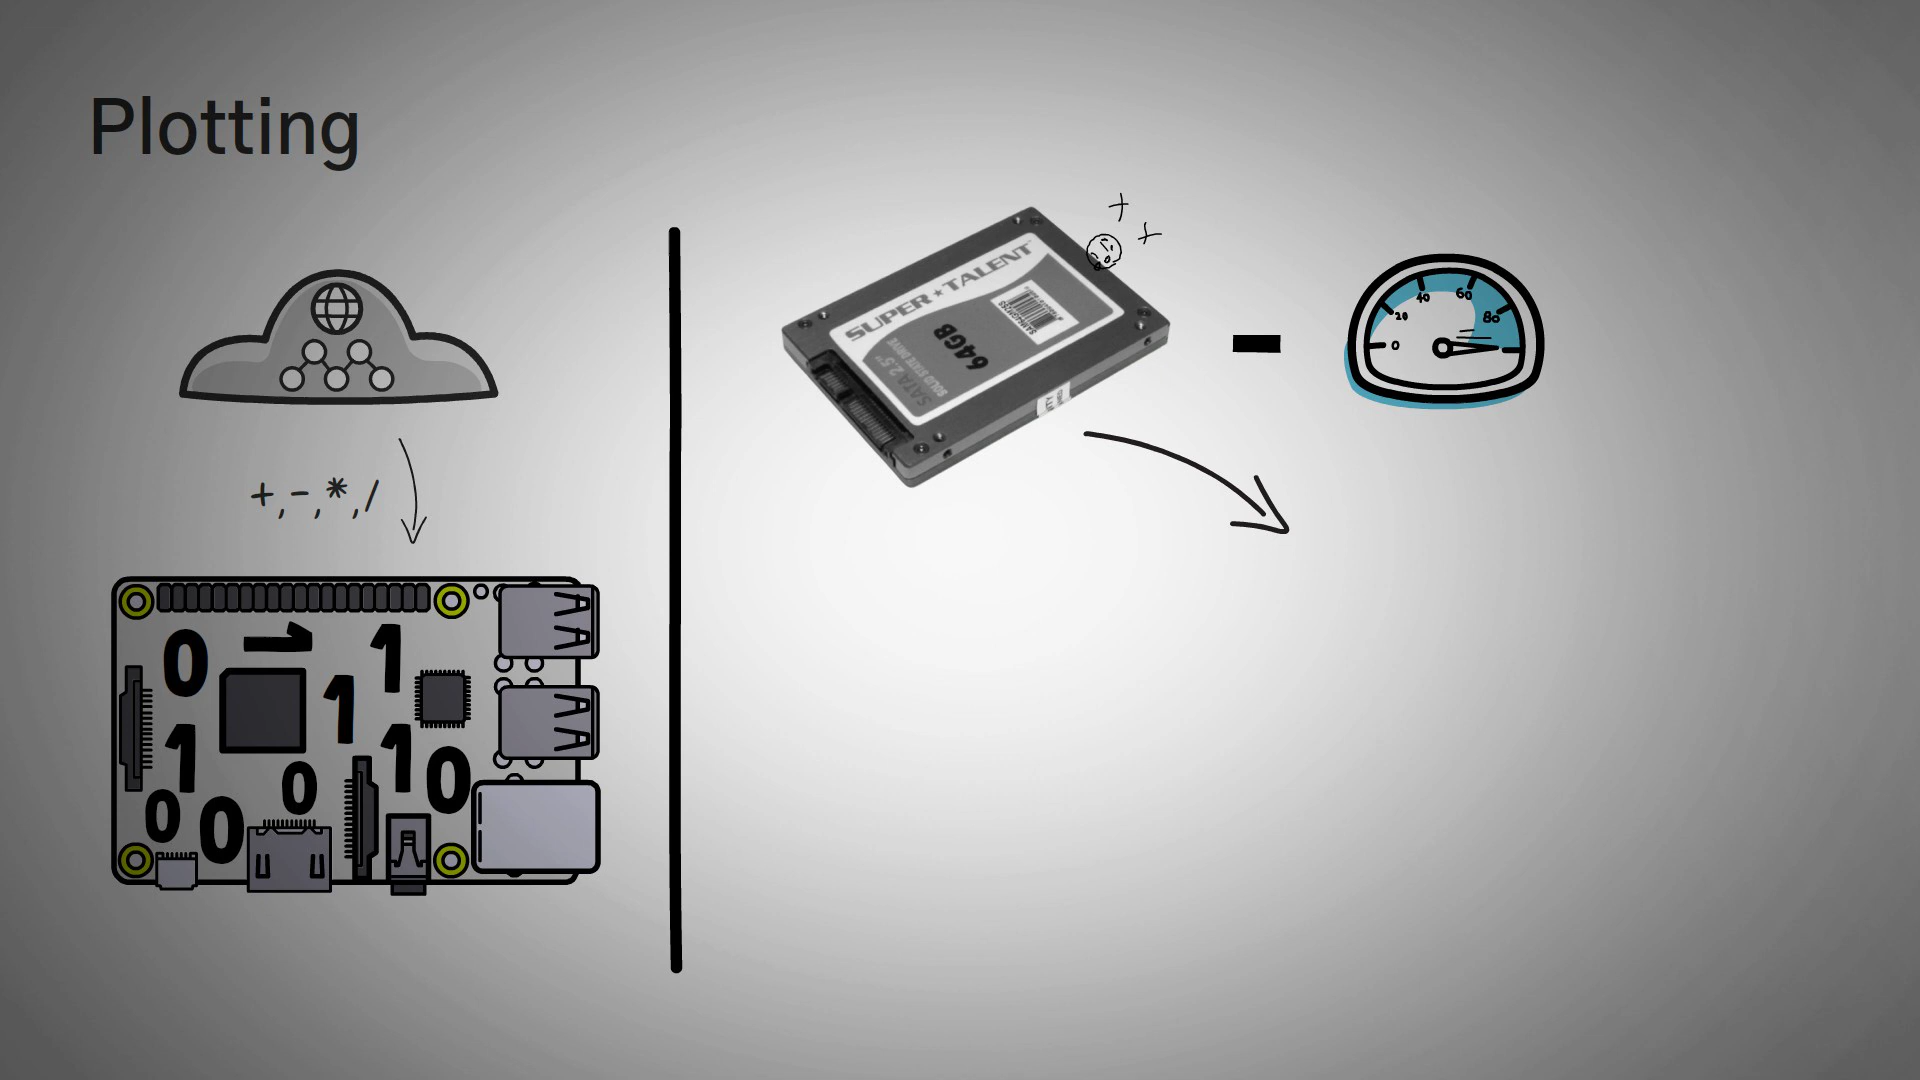 Plotting
+,-,*,/
0 1 1
1
1 1 0
0 0 0
SUPER★TALENT
64GB
SATA 2.5"
SOLID STATE DRIVE
0 20 40 60 80